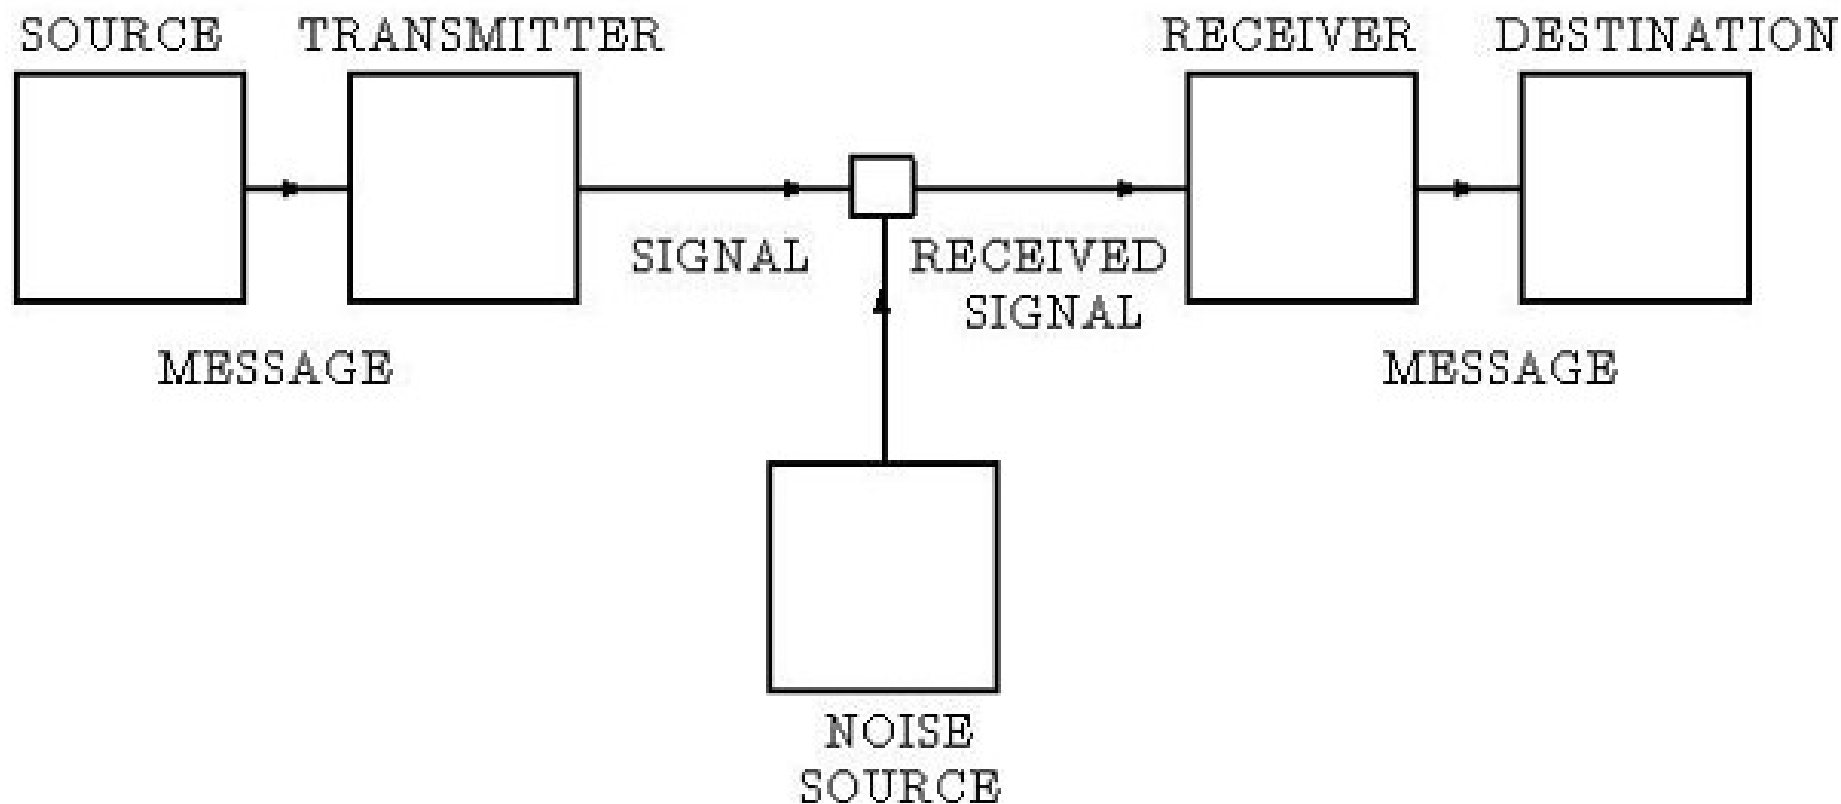 SOURCE
TRANSMITTER
RECEIVER
DESTINATION
SIGNAL
RECEIVED
SIGNAL
MESSAGE
MESSAGE
NOISE
SOURCE